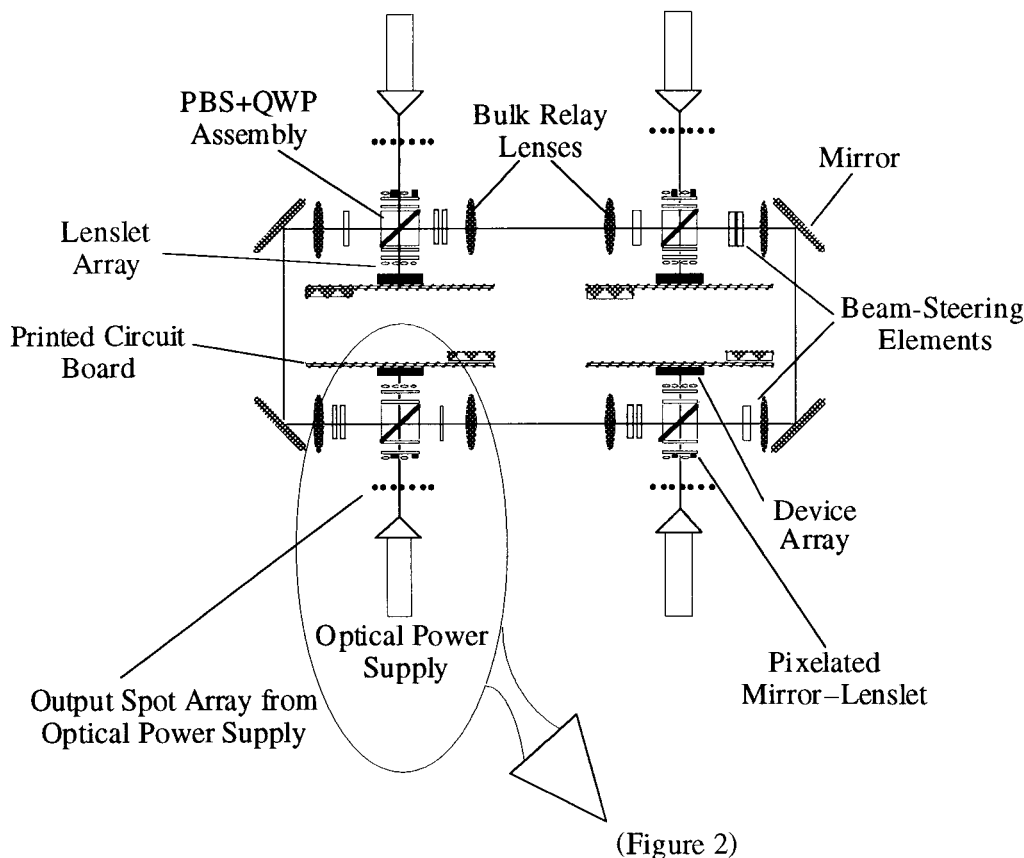 PBS+QWP
Assembly
Bulk Relay
Lenses
Mirror
Lenslet
Array
Printed Circuit
Board
Beam-Steering
Elements
Device
Array
Optical Power
Supply
Pixelated
Mirror–Lenslet
Output Spot Array from
Optical Power Supply
(Figure 2)